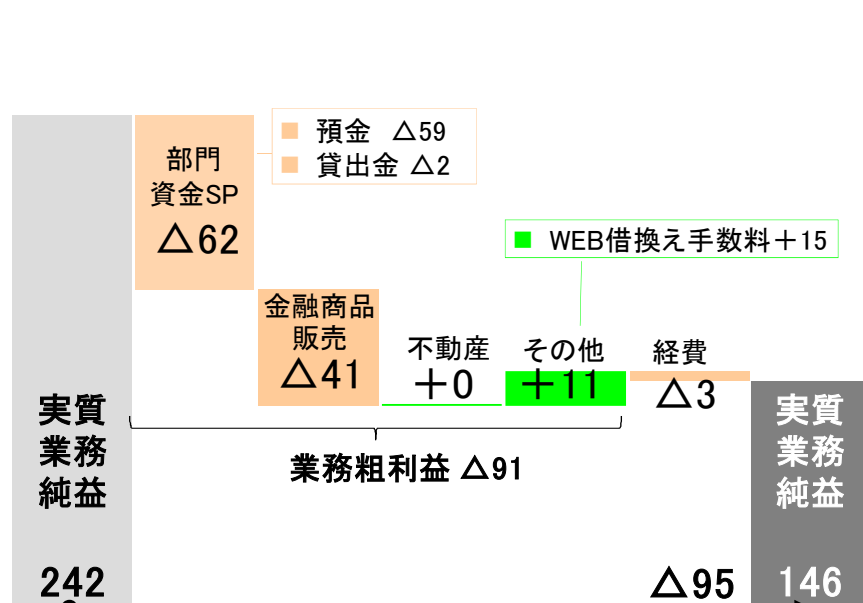 部門
資金SP
△62
■ 預金 △59
■ 貸出金 △2
■ WEB借換え手数料＋15
金融商品
販売
△41
不動産
＋0
その他
＋11
経費
△3
実質
業務
純益
242
業務粗利益 △91
△95
実質
業務
純益
146